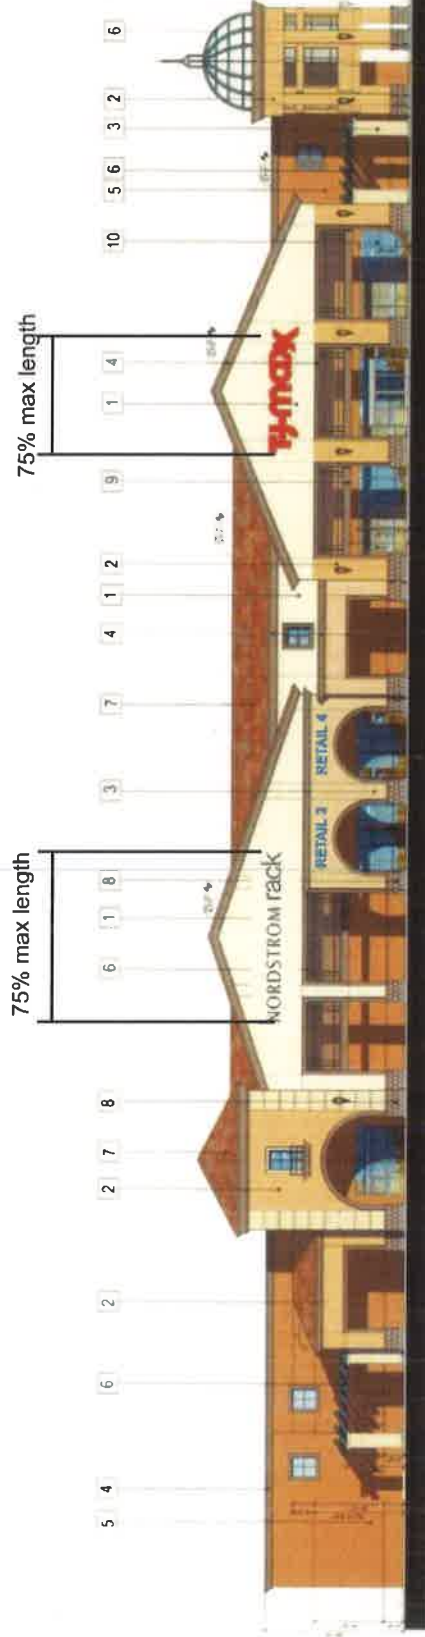 75% max length 75% max length
5 4 6 2 2 7 8 6 1 8 3 7 4 1 2 9 1 4 10 5 6 3 2 6
NORDSTROM rack
RETAIL 3
RETAIL 4
T.J.maxx